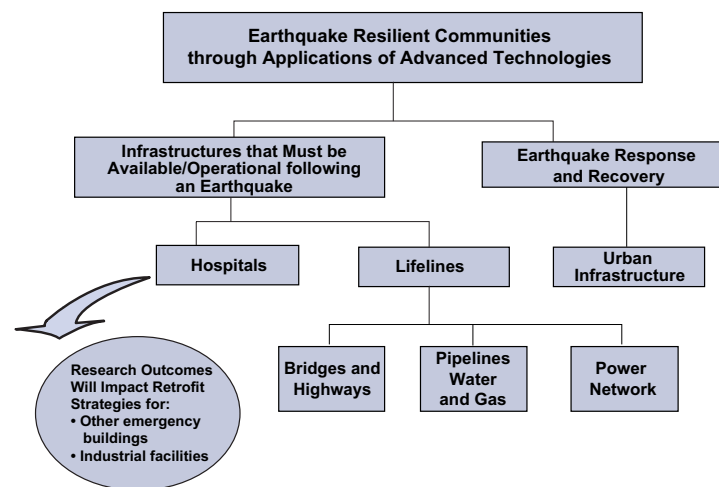 Earthquake Resilient Communities
through Applications of Advanced Technologies
Infrastructures that Must be
Available/Operational following
an Earthquake
Earthquake Response
and Recovery
Hospitals
Lifelines
Urban
Infrastructure
Research Outcomes
Will Impact Retrofit
Strategies for:
• Other emergency
buildings
• Industrial facilities
Bridges and
Highways
Pipelines
Water
and Gas
Power
Network